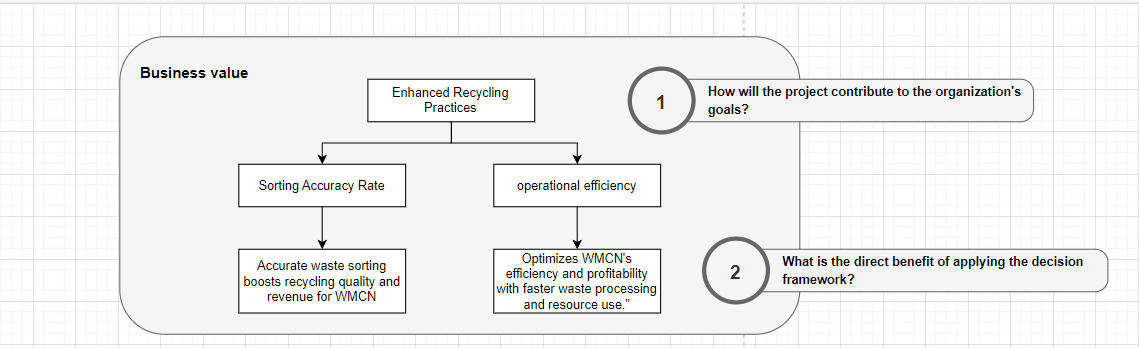 Business value
Enhanced Recycling
Practices
1
How will the project contribute to the organization's
goals?
Sorting Accuracy Rate
operational efficiency
Accurate waste sorting
boosts recycling quality and
revenue for WMCN
Optimizes WMCN's
efficiency and profitability
with faster waste processing
and resource use."
2
What is the direct benefit of applying the decision
framework?